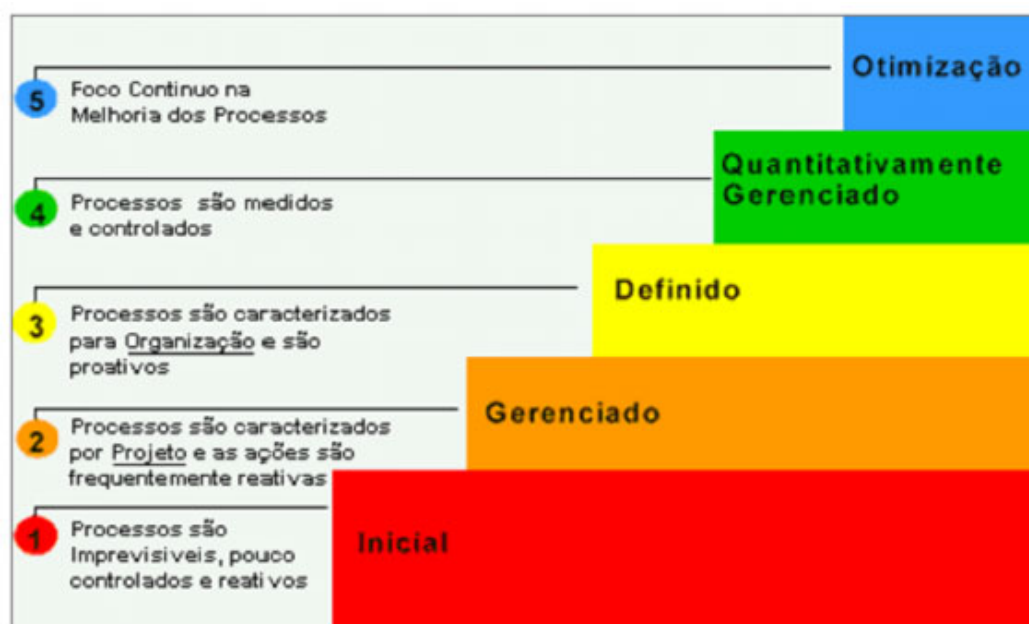 Otimização
5
Foco Continuo na
Melhoria dos Processos
Quantitativamente
Gerenciado
4
Processos são medidos
e controlados
Definido
3
Processos são caracterizados
para Organização e são
proativos
Gerenciado
2
Processos são caracterizados
por Projeto e as ações são
frequentemente reativas
Inicial
1
Processos são
Imprevisiveis, pouco
controlados e reativos